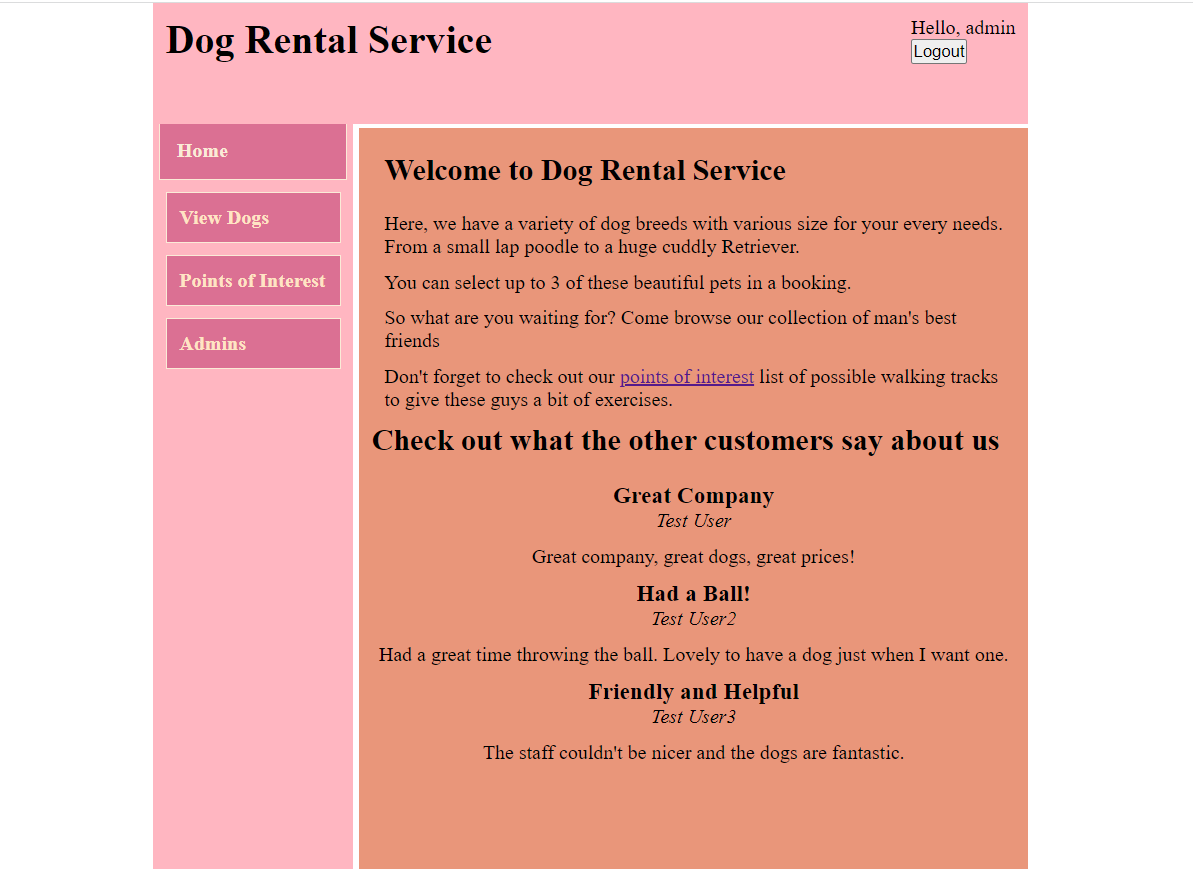 Dog Rental Service
Hello, admin
Logout
Home
View Dogs
Points of Interest
Admins
Welcome to Dog Rental Service
Here, we have a variety of dog breeds with various size for your every needs.
From a small lap poodle to a huge cuddly Retriever.
You can select up to 3 of these beautiful pets in a booking.
So what are you waiting for? Come browse our collection of man's best
friends
Don't forget to check out our points of interest list of possible walking tracks
to give these guys a bit of exercises.
Check out what the other customers say about us
Great Company
Test User
Great company, great dogs, great prices!
Had a Ball!
Test User2
Had a great time throwing the ball. Lovely to have a dog just when I want one.
Friendly and Helpful
Test User3
The staff couldn't be nicer and the dogs are fantastic.